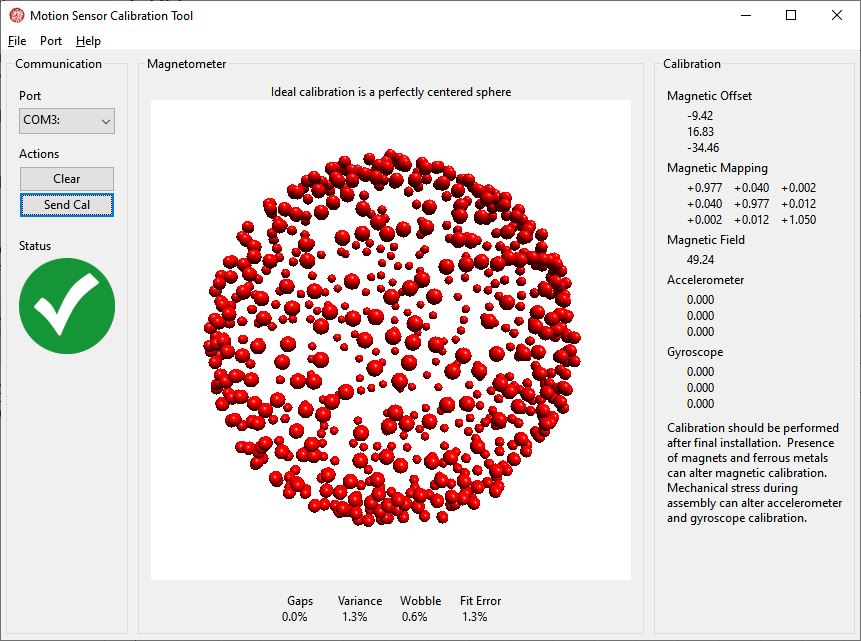 Motion Sensor Calibration Tool
File Port Help
Communication
Port
COM3:
Actions
Clear
Send Cal
Status
Magnetometer
Ideal calibration is a perfectly centered sphere
Gaps Variance Wobble Fit Error
0.0% 1.3% 0.6% 1.3%
Calibration
Magnetic Offset
-9.42
16.83
-34.46
Magnetic Mapping
+0.977 +0.040 +0.002
+0.040 +0.977 +0.012
+0.002 +0.012 +1.050
Magnetic Field
49.24
Accelerometer
0.000
0.000
0.000
Gyroscope
0.000
0.000
0.000
Calibration should be performed
after final installation. Presence
of magnets and ferrous metals
can alter magnetic calibration.
Mechanical stress during
assembly can alter accelerometer
and gyroscope calibration.